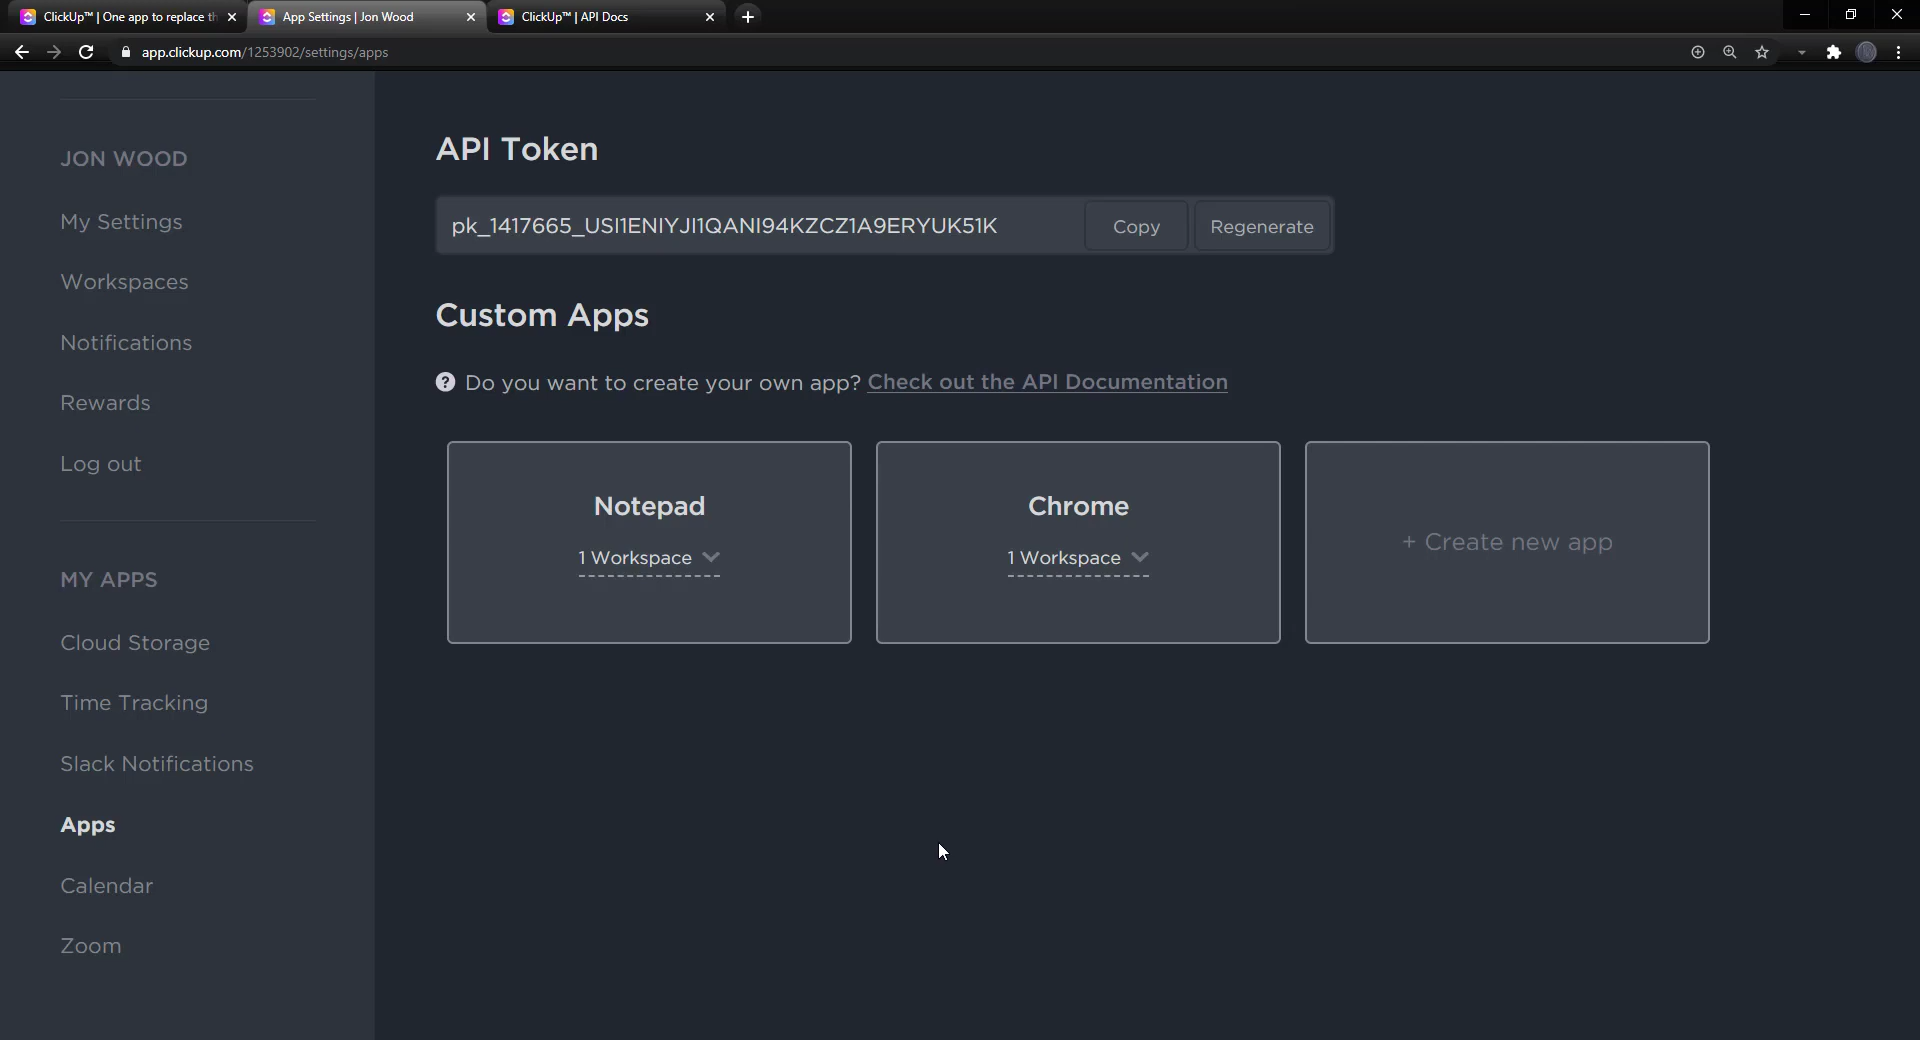 ClickUp™ | One app to replace th
App Settings | Jon Wood
ClickUp™ | API Docs
app.clickup.com/1253902/settings/apps
JON WOOD
My Settings
Workspaces
Notifications
Rewards
Log out
MY APPS
Cloud Storage
Time Tracking
Slack Notifications
Apps
Calendar
Zoom
API Token
pk_1417665_USI1ENIYJI1QANI94KZCZ1A9ERYUK51K
Copy
Regenerate
Custom Apps
Do you want to create your own app? Check out the API Documentation
Notepad
1 Workspace
Chrome
1 Workspace
+ Create new app